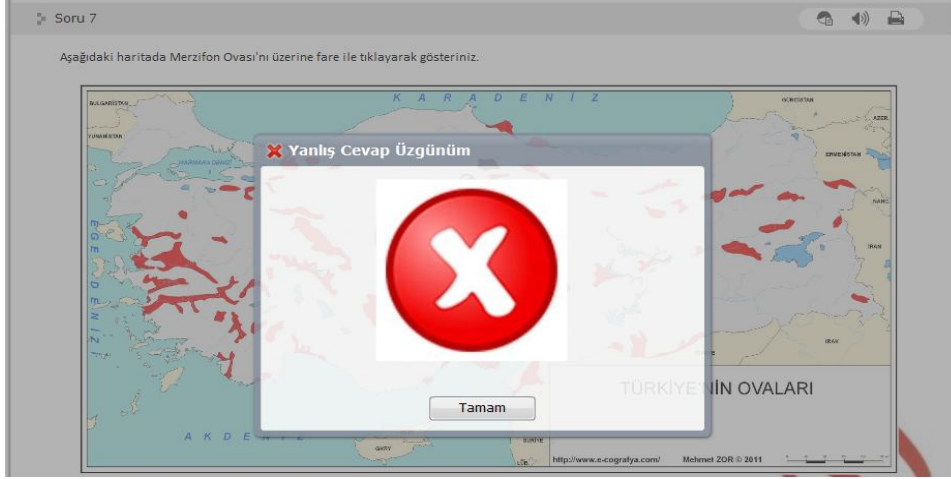 Soru 7
Aşağıdaki haritada Merzifon Ovası'nı üzerine fare ile tıklayarak gösteriniz.
K A R A D E N İ Z
BULGARİSTAN
GÜRCİSTAN
AZER.
YUNANİSTAN
Yanlış Cevap Üzgünüm
MARMARA DENİZİ
ERMENİSTAN
E G E D E N İ Z İ
İRAN
IRAK
TÜRKİYE'NİN OVALARI
Tamam
A K D E N İ Z
SURİYE
http://www.e-cografya.com/ Mehmet ZOR © 2011